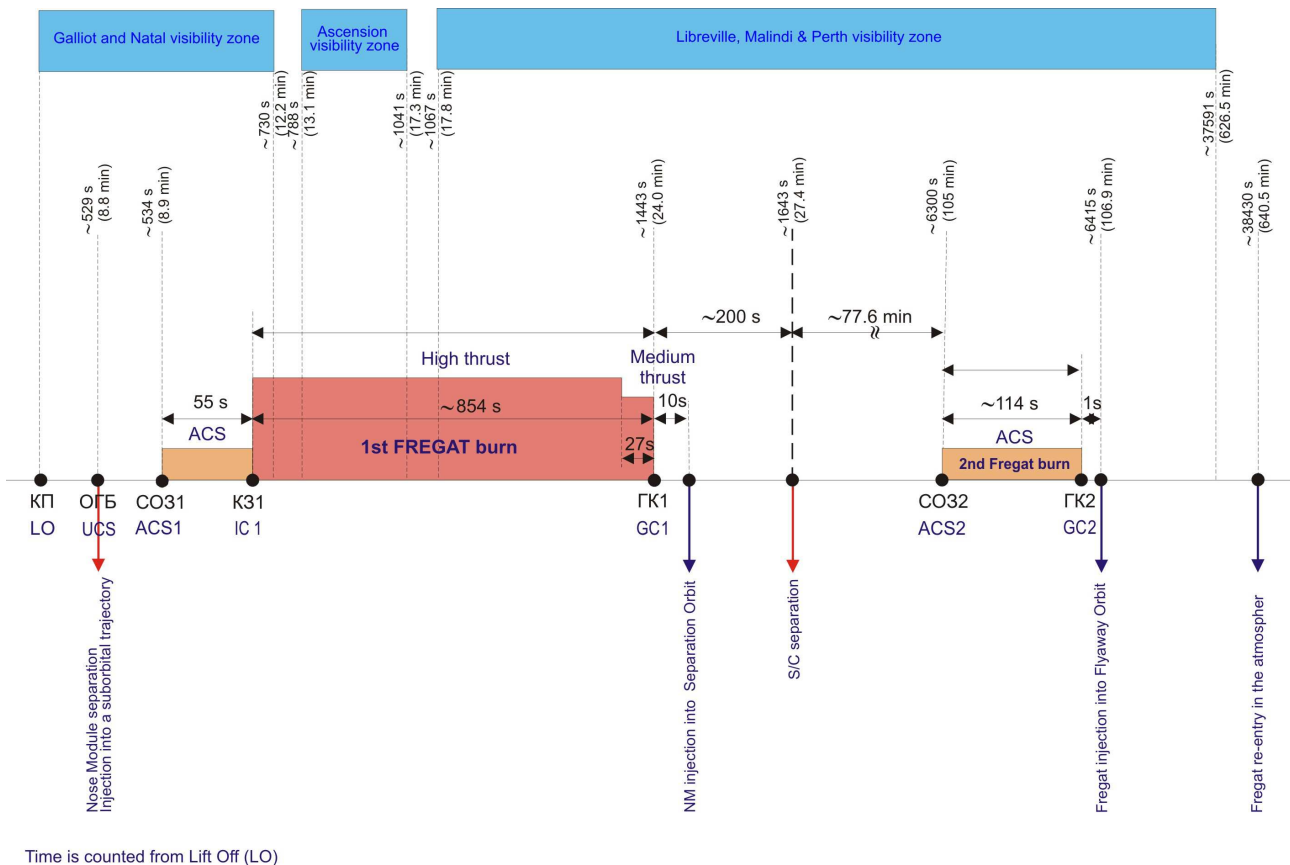 Galliot and Natal visibility zone
Ascension
visibility zone
Libreville, Malindi & Perth visibility zone
~730 s
(12.2 min)
~788 s
(13.1 min)
~1041 s
(17.3 min)
~1067 s
(17.8 min)
~37591 s
(626.5 min)
~529 s
(8.8 min)
~534 s
(8.9 min)
~1443 s
(24.0 min)
~1643 s
(27.4 min)
~6300 s
(105 min)
~6415 s
(106.9 min)
~38430 s
(640.5 min)
~200 s
~77.6 min
High thrust
Medium
thrust
55 s
~854 s
10s
~114 s
1s
ACS
ACS
1st FREGAT burn
27s
2nd Fregat burn
КП
ОГБ
СОЗ1
КЗ1
ГК1
СОЗ2
ГК2
LO
UCS
ACS1
IC 1
GC1
ACS2
GC2
Nose Module separation
Injection into a suborbital trajectory
NM injection into Separation Orbit
S/C separation
Fregat injection into Flyaway Orbit
Fregat re-entry in the atmospher
Time is counted from Lift Off (LO)